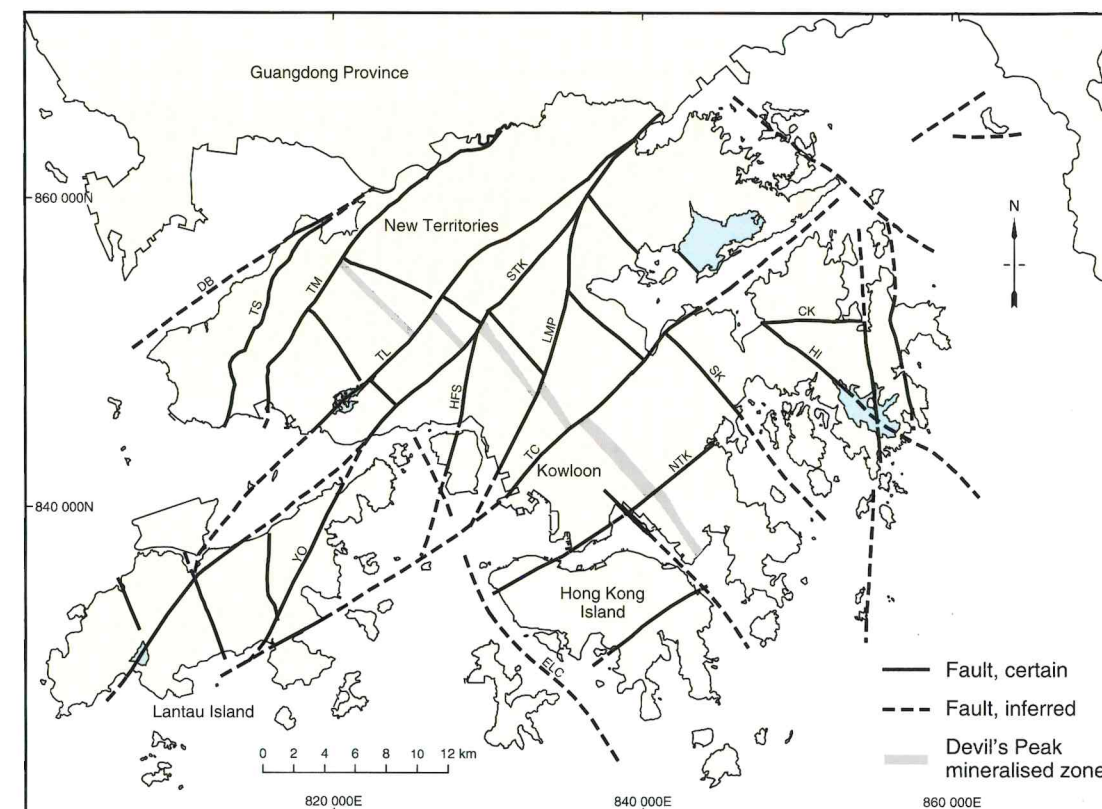 Guangdong Province
860 000N
New Territories
N
DB
TS
TM
STK
TL
LMP
CK
HI
HFS
SK
TC
NTK
Kowloon
840 000N
YO
Hong Kong
Island
ELC
Lantau Island
0 2 4 6 8 10 12 km
Fault, certain
Fault, inferred
Devil's Peak
mineralised zone
820 000E
840 000E
860 000E